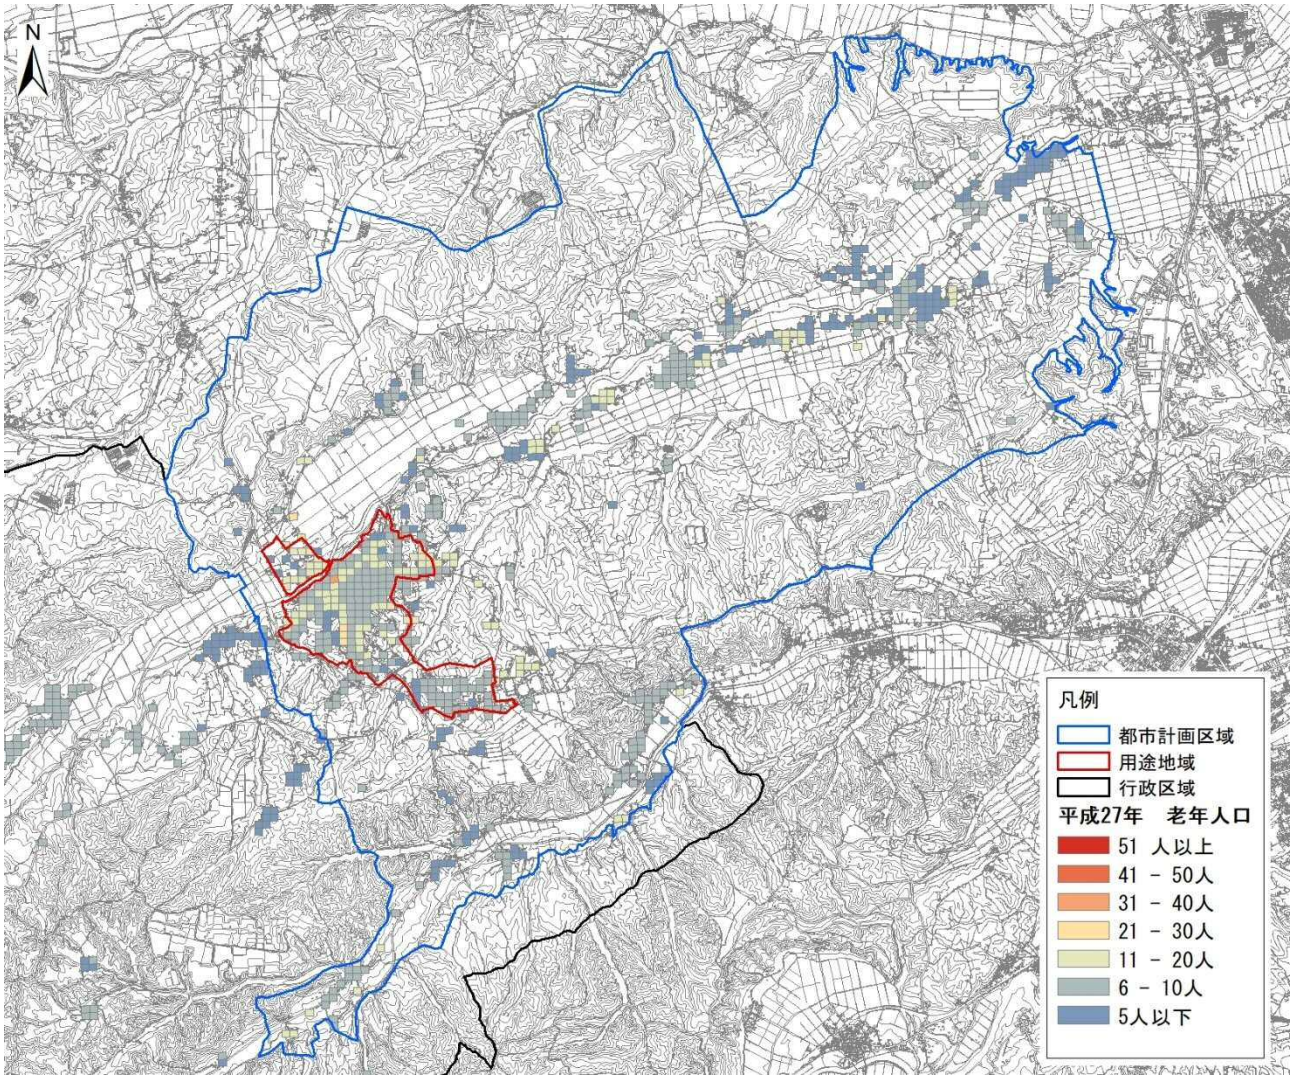 N
凡例
都市計画区域
用途地域
行政区域
平成27年 老年人口
51 人以上
41 - 50人
31 - 40人
21 - 30人
11 - 20人
6 - 10人
5人以下